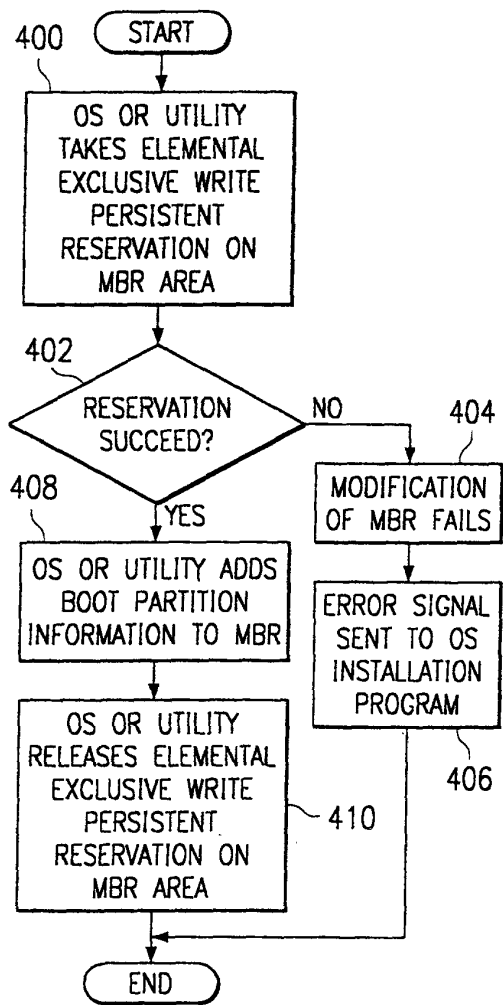 START
400
OS OR UTILITY
TAKES ELEMENTAL
EXCLUSIVE WRITE
PERSISTENT
RESERVATION ON
MBR AREA
402
RESERVATION
SUCCEED?
NO
404
MODIFICATION
OF MBR FAILS
YES
408
OS OR UTILITY ADDS
BOOT PARTITION
INFORMATION TO MBR
ERROR SIGNAL
SENT TO OS
INSTALLATION
PROGRAM
406
OS OR UTILITY
RELEASES ELEMENTAL
EXCLUSIVE WRITE
PERSISTENT
RESERVATION ON
MBR AREA
410
END